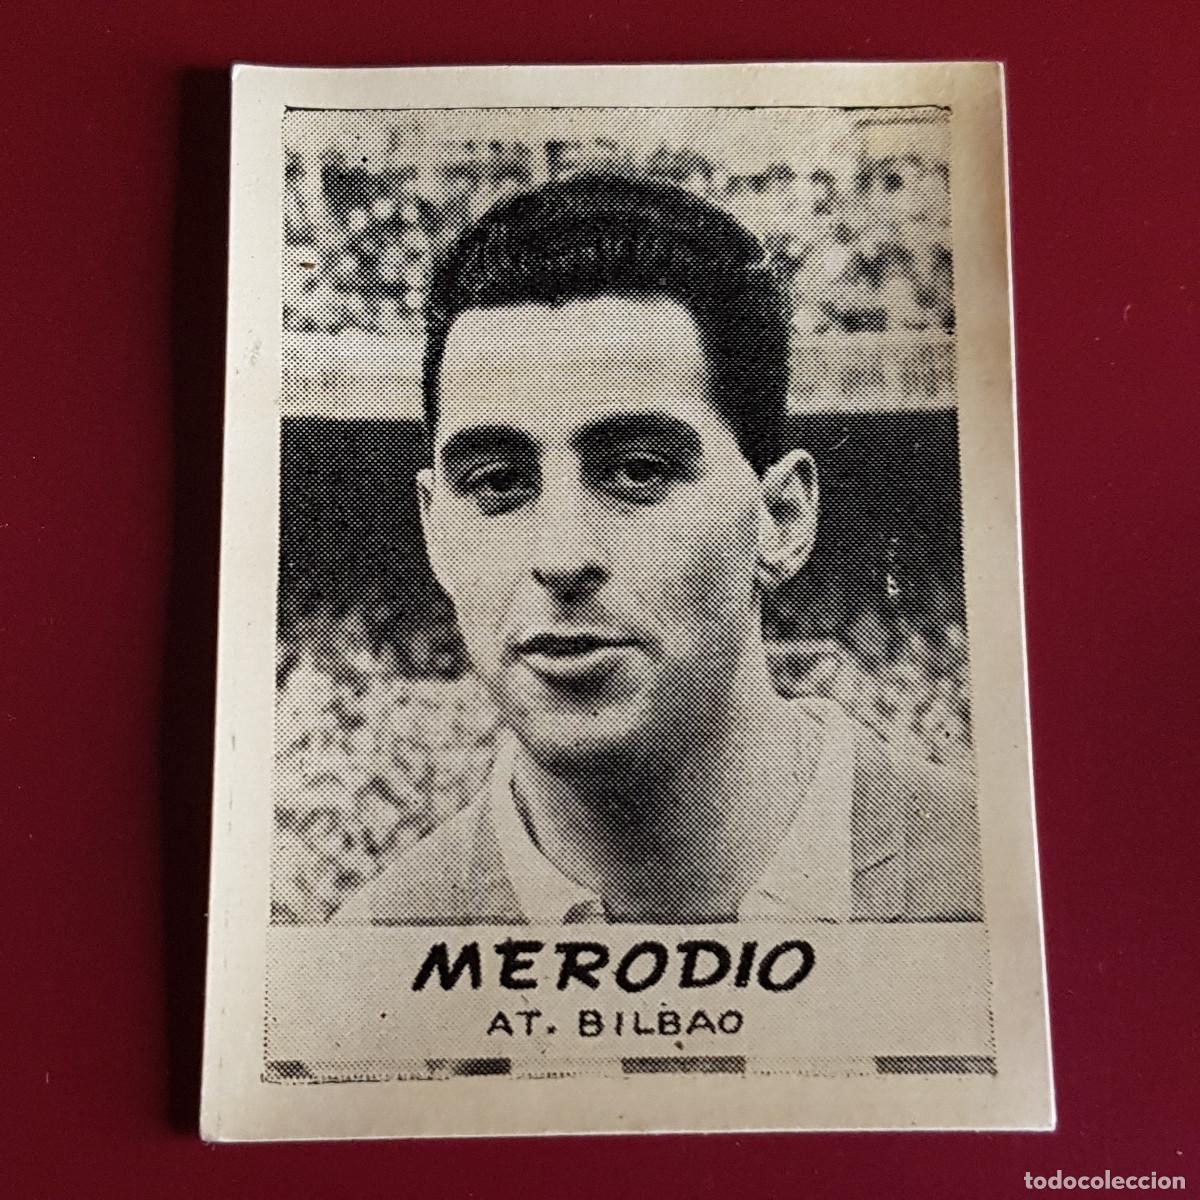 MERODIO
AT. BILBAO
todocoleccion